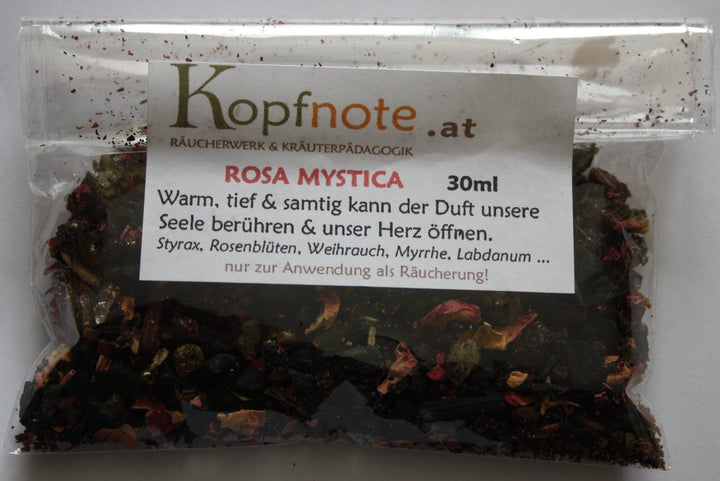 Kopfnote.at
RÄUCHERWERK & KRÄUTERPÄDAGOGIK
ROSA MYSTICA 30ml
Warm, tief & samtig kann der Duft unsere
Seele berühren & unser Herz öffnen.
Styrax, Rosenblüten, Weihrauch, Myrrhe, Labdanum ...
nur zur Anwendung als Räucherung!